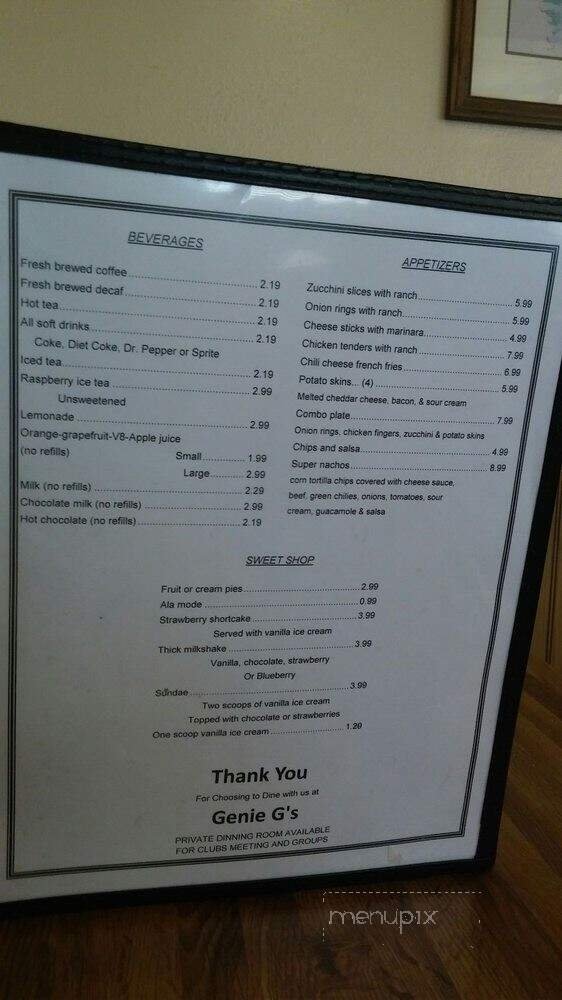 BEVERAGES
Fresh brewed coffee 2.19
Fresh brewed decaf 2.19
Hot tea 2.19
All soft drinks 2.19
Coke, Diet Coke, Dr. Pepper or Sprite
Iced tea 2.19
Raspberry ice tea 2.99
Unsweetened
Lemonade 2.99
Orange-grapefruit-V8-Apple juice
(no refills) Small 1.99
Large 2.99
Milk (no refills) 2.29
Chocolate milk (no refills) 2.99
Hot chocolate (no refills) 2.19
APPETIZERS
Zucchini slices with ranch 5.99
Onion rings with ranch 5.99
Cheese sticks with marinara 4.99
Chicken tenders with ranch 7.99
Chili cheese french fries 6.99
Potato skins... (4) 5.99
Melted cheddar cheese, bacon, & sour cream
Combo plate 7.99
Onion rings, chicken fingers, zucchini & potato skins
Chips and salsa 4.99
Super nachos 8.99
corn tortilla chips covered with cheese sauce,
beef, green chilies, onions, tomatoes, sour
cream, guacamole & salsa
SWEET SHOP
Fruit or cream pies 2.99
Ala mode 0.99
Strawberry shortcake 3.99
Served with vanilla ice cream
Thick milkshake 3.99
Vanilla, chocolate, strawberry
Or Blueberry
Sundae 3.99
Two scoops of vanilla ice cream
Topped with chocolate or strawberries
One scoop vanilla ice cream 1.20
Thank You
For Choosing to Dine with us at
Genie G's
PRIVATE DINNING ROOM AVAILABLE
FOR CLUBS MEETING AND GROUPS
menupix